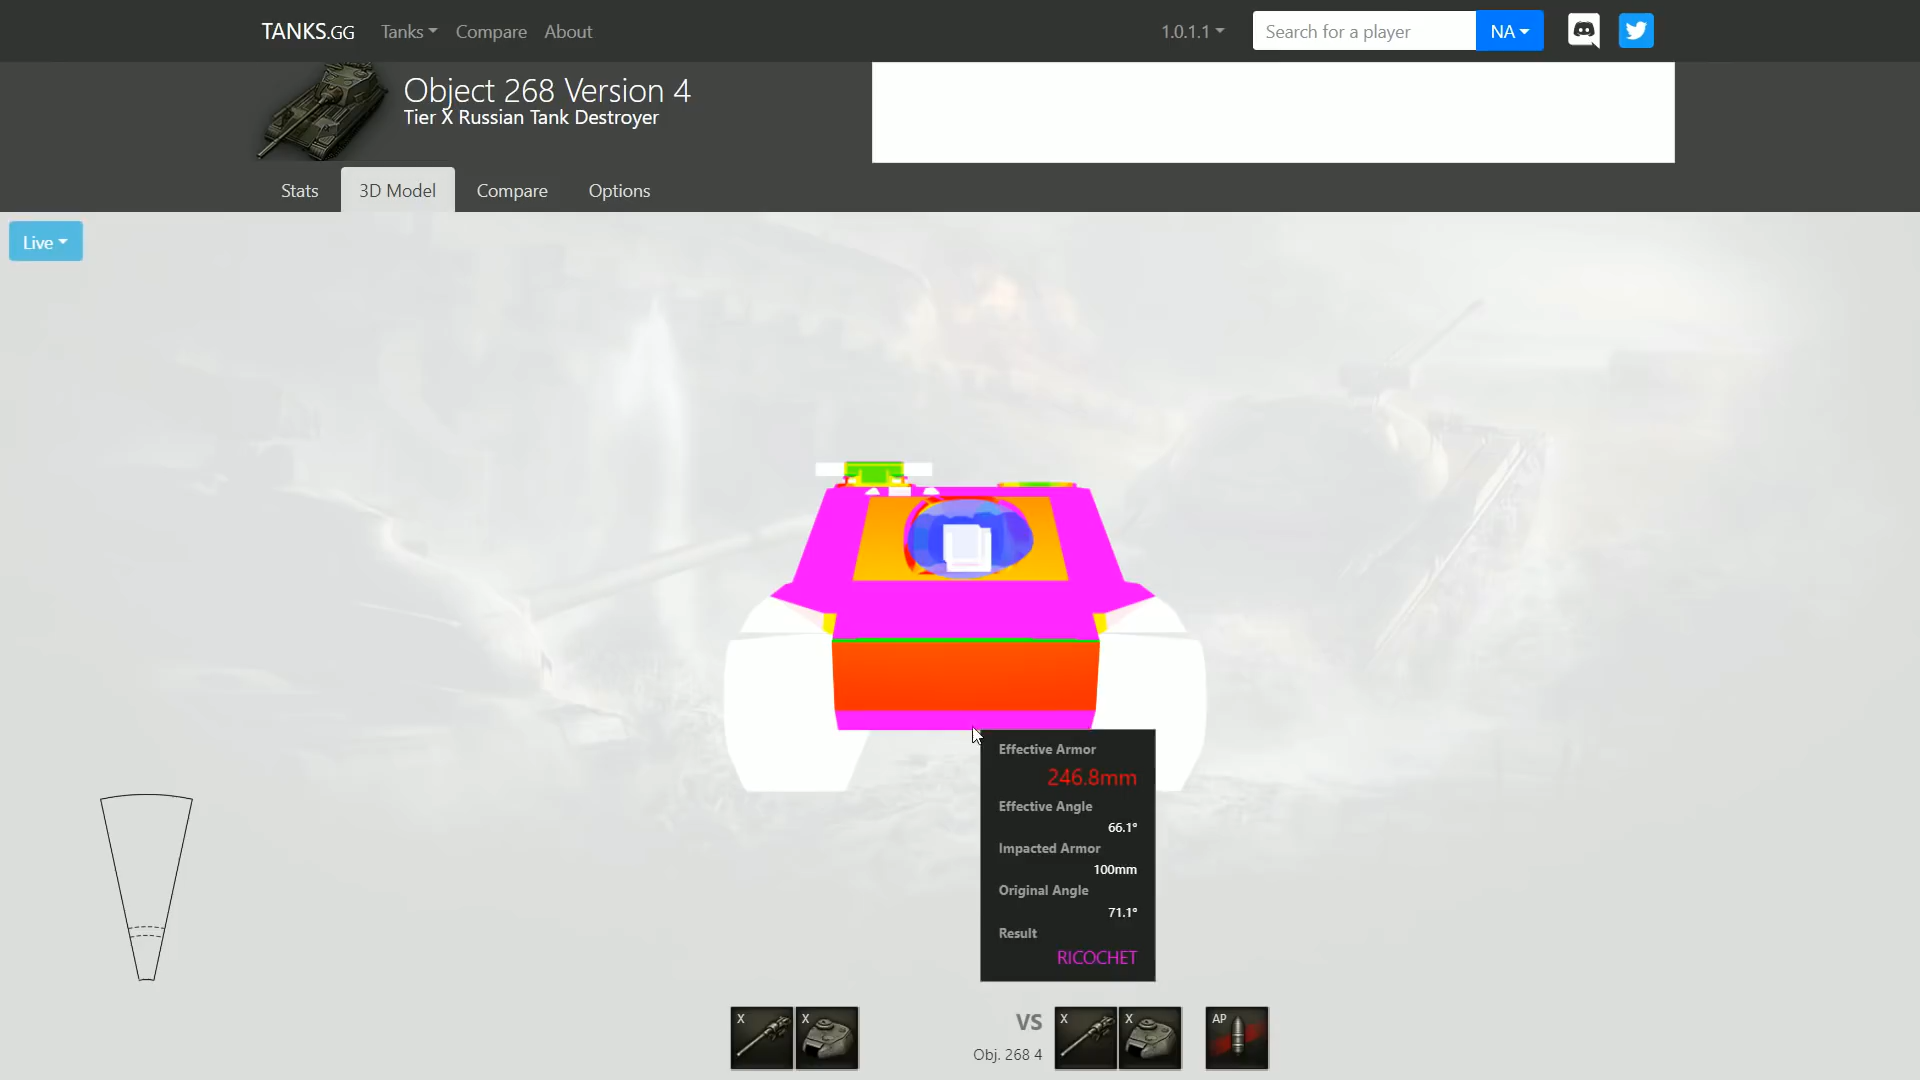 TANKS.GG Tanks Compare About 1.0.1.1 Search for a player NA
Object 268 Version 4
Tier X Russian Tank Destroyer
Stats 3D Model Compare Options
Live
Effective Armor
246.8mm
Effective Angle
66.1°
Impacted Armor
100mm
Original Angle
71.1°
Result
RICOCHET
X X VS X X AP
Obj. 268 4